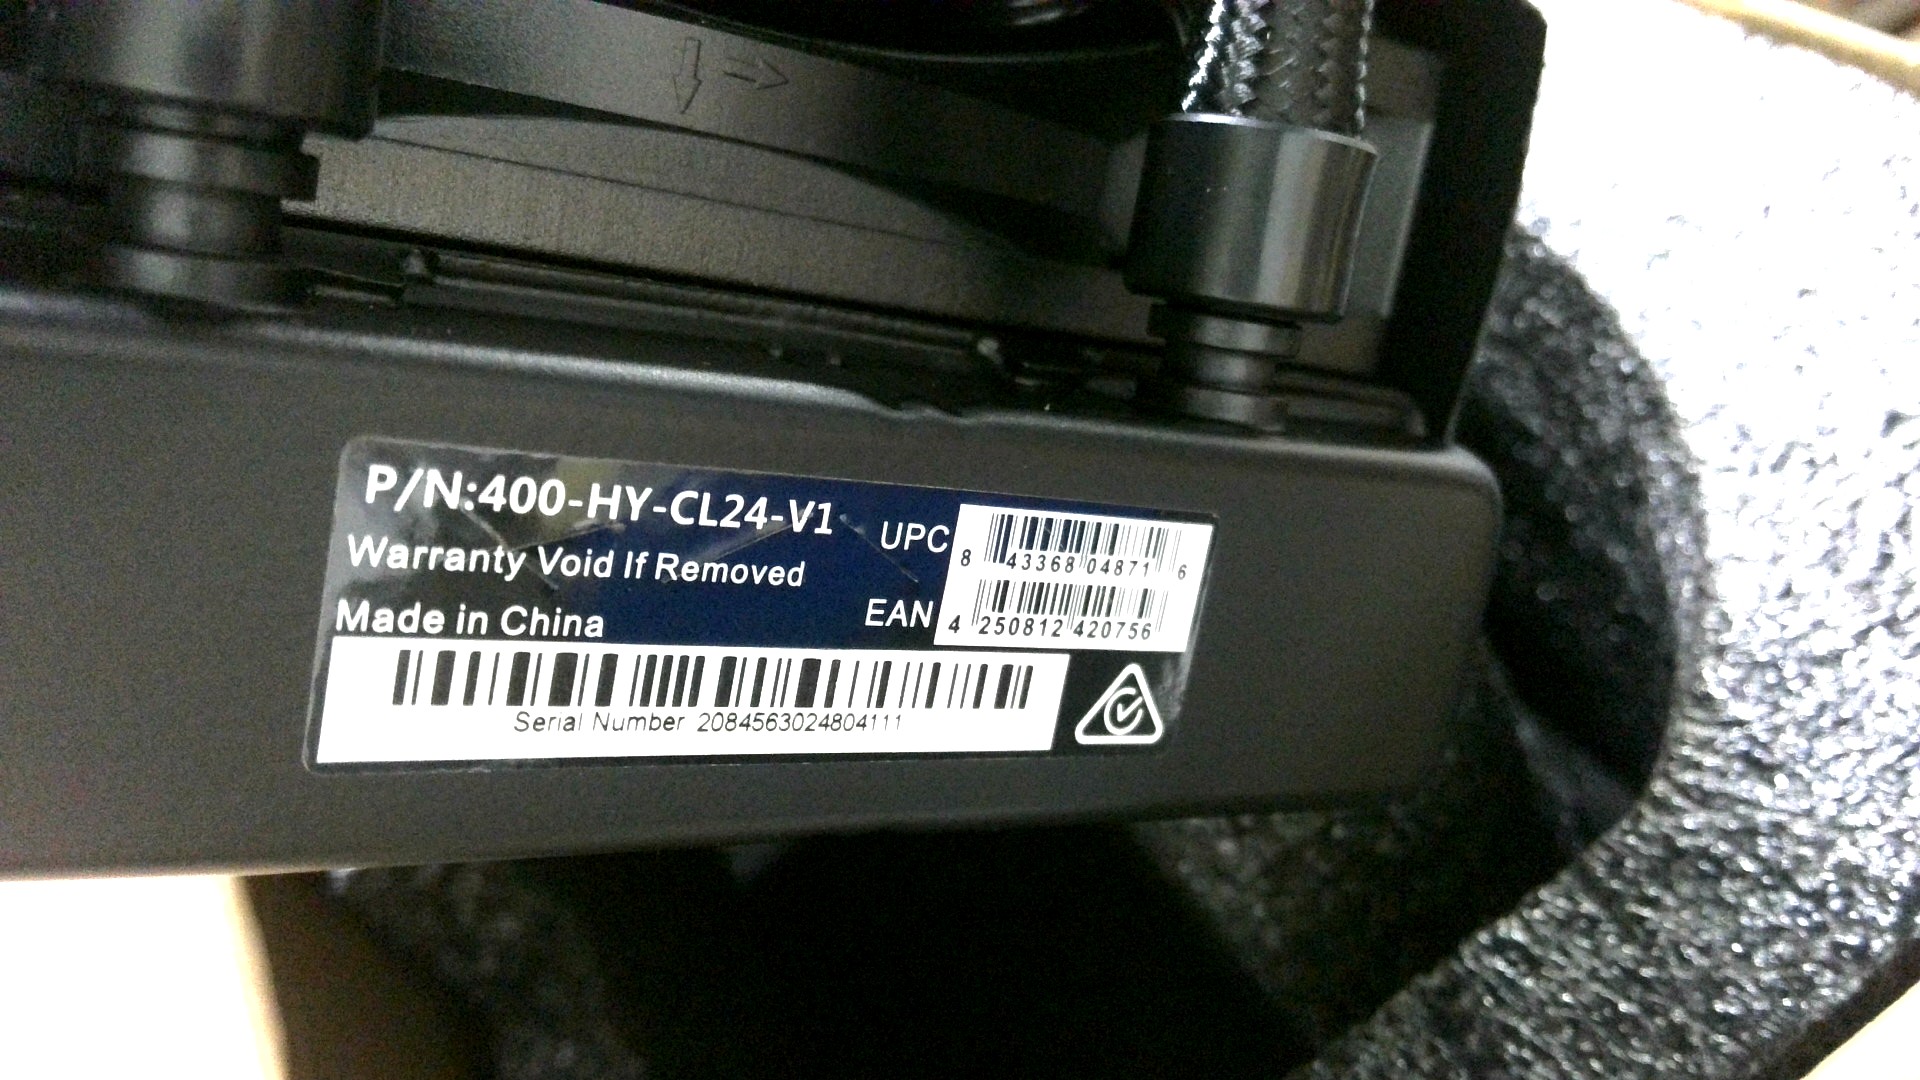 P/N:400-HY-CL24-V1
Warranty Void If Removed
Made in China
UPC
8 43368 04871 6
EAN
4 250812 420756
Serial Number 2084563024804111